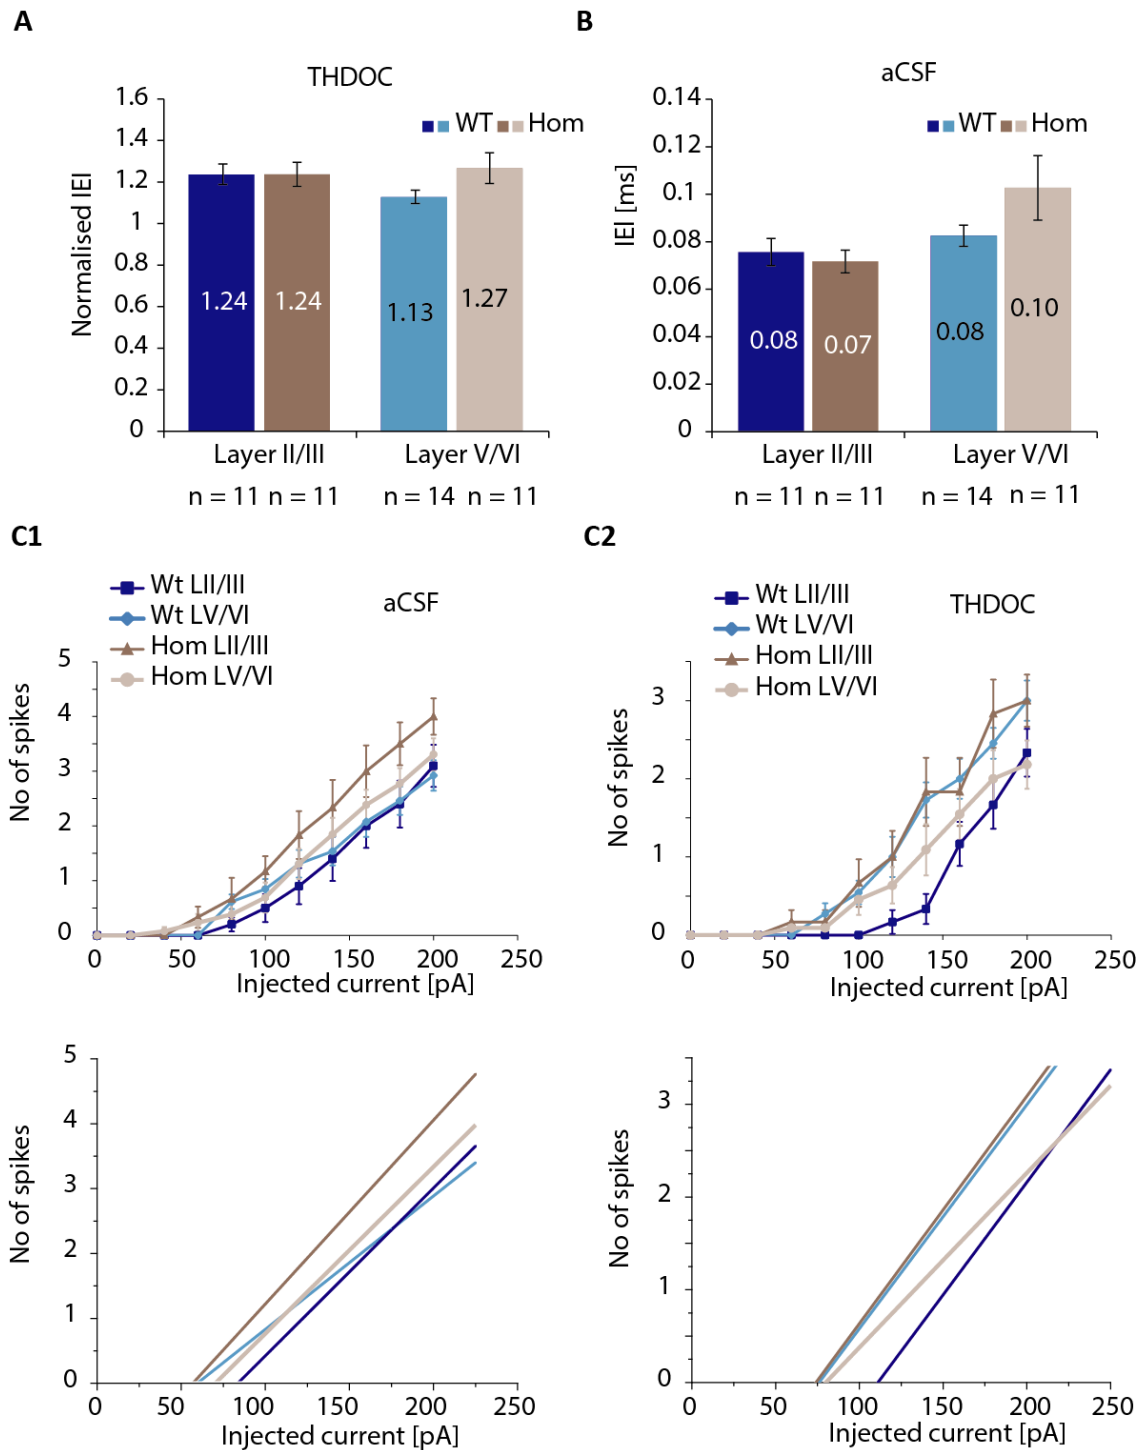 A
THDOC
WT Hom
Normalised IEI
1.6
1.4
1.2
1
0.8
0.6
0.4
0.2
0
1.24
1.24
1.13
1.27
Layer II/III
Layer V/VI
n = 11 n = 11
n = 14 n = 11
B
aCSF
WT Hom
IEI [ms]
0.14
0.12
0.1
0.08
0.06
0.04
0.02
0
0.08
0.07
0.08
0.10
Layer II/III
Layer V/VI
n = 11 n = 11
n = 14 n = 11
C1
Wt LII/III
Wt LV/VI
Hom LII/III
Hom LV/VI
aCSF
No of spikes
5
4
3
2
1
0
0 50 100 150 200 250
Injected current [pA]
C2
Wt LII/III
Wt LV/VI
Hom LII/III
Hom LV/VI
THDOC
No of spikes
3
2
1
0
0 50 100 150 200 250
Injected current [pA]
No of spikes
5
4
3
2
1
0
0 50 100 150 200 250
Injected current [pA]
No of spikes
3
2
1
0
0 50 100 150 200 250
Injected current [pA]